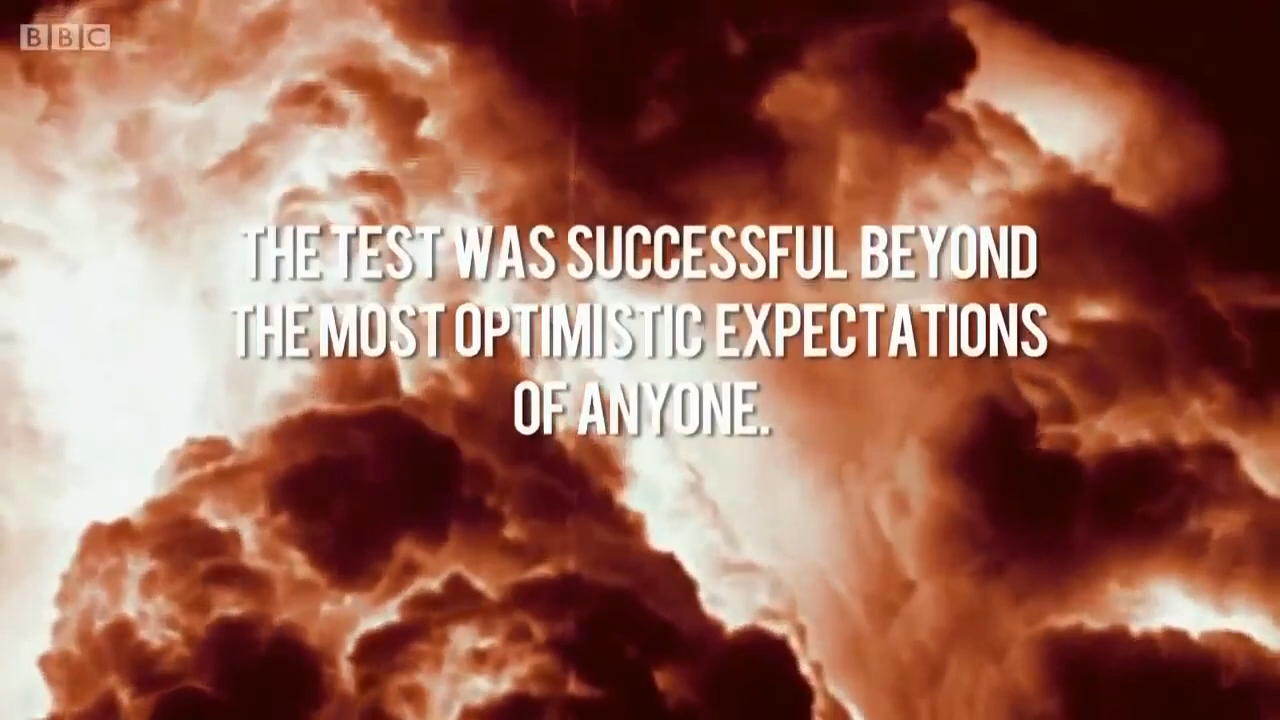 BBC
THE TEST WAS SUCCESSFUL BEYOND
THE MOST OPTIMISTIC EXPECTATIONS
OF ANYONE.